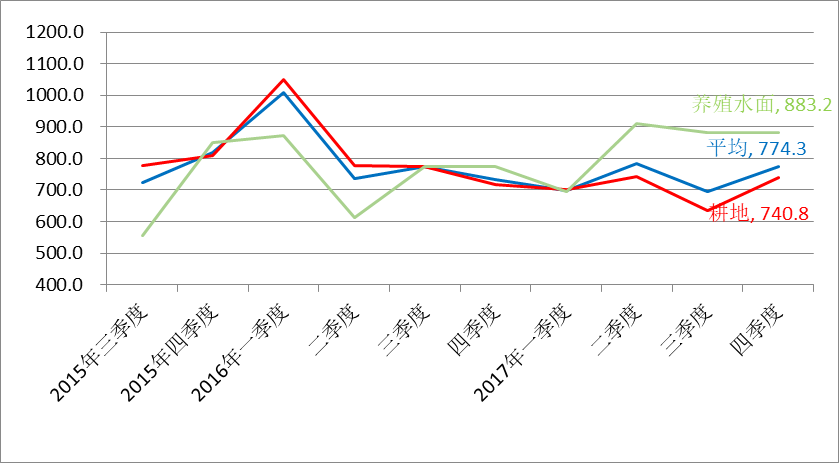 1200.0
1100.0
1000.0
900.0
800.0
700.0
600.0
500.0
400.0
养殖水面, 883.2
平均, 774.3
耕地, 740.8
2015年三季度
2015年四季度
2016年一季度
二季度
三季度
四季度
2017年一季度
二季度
三季度
四季度